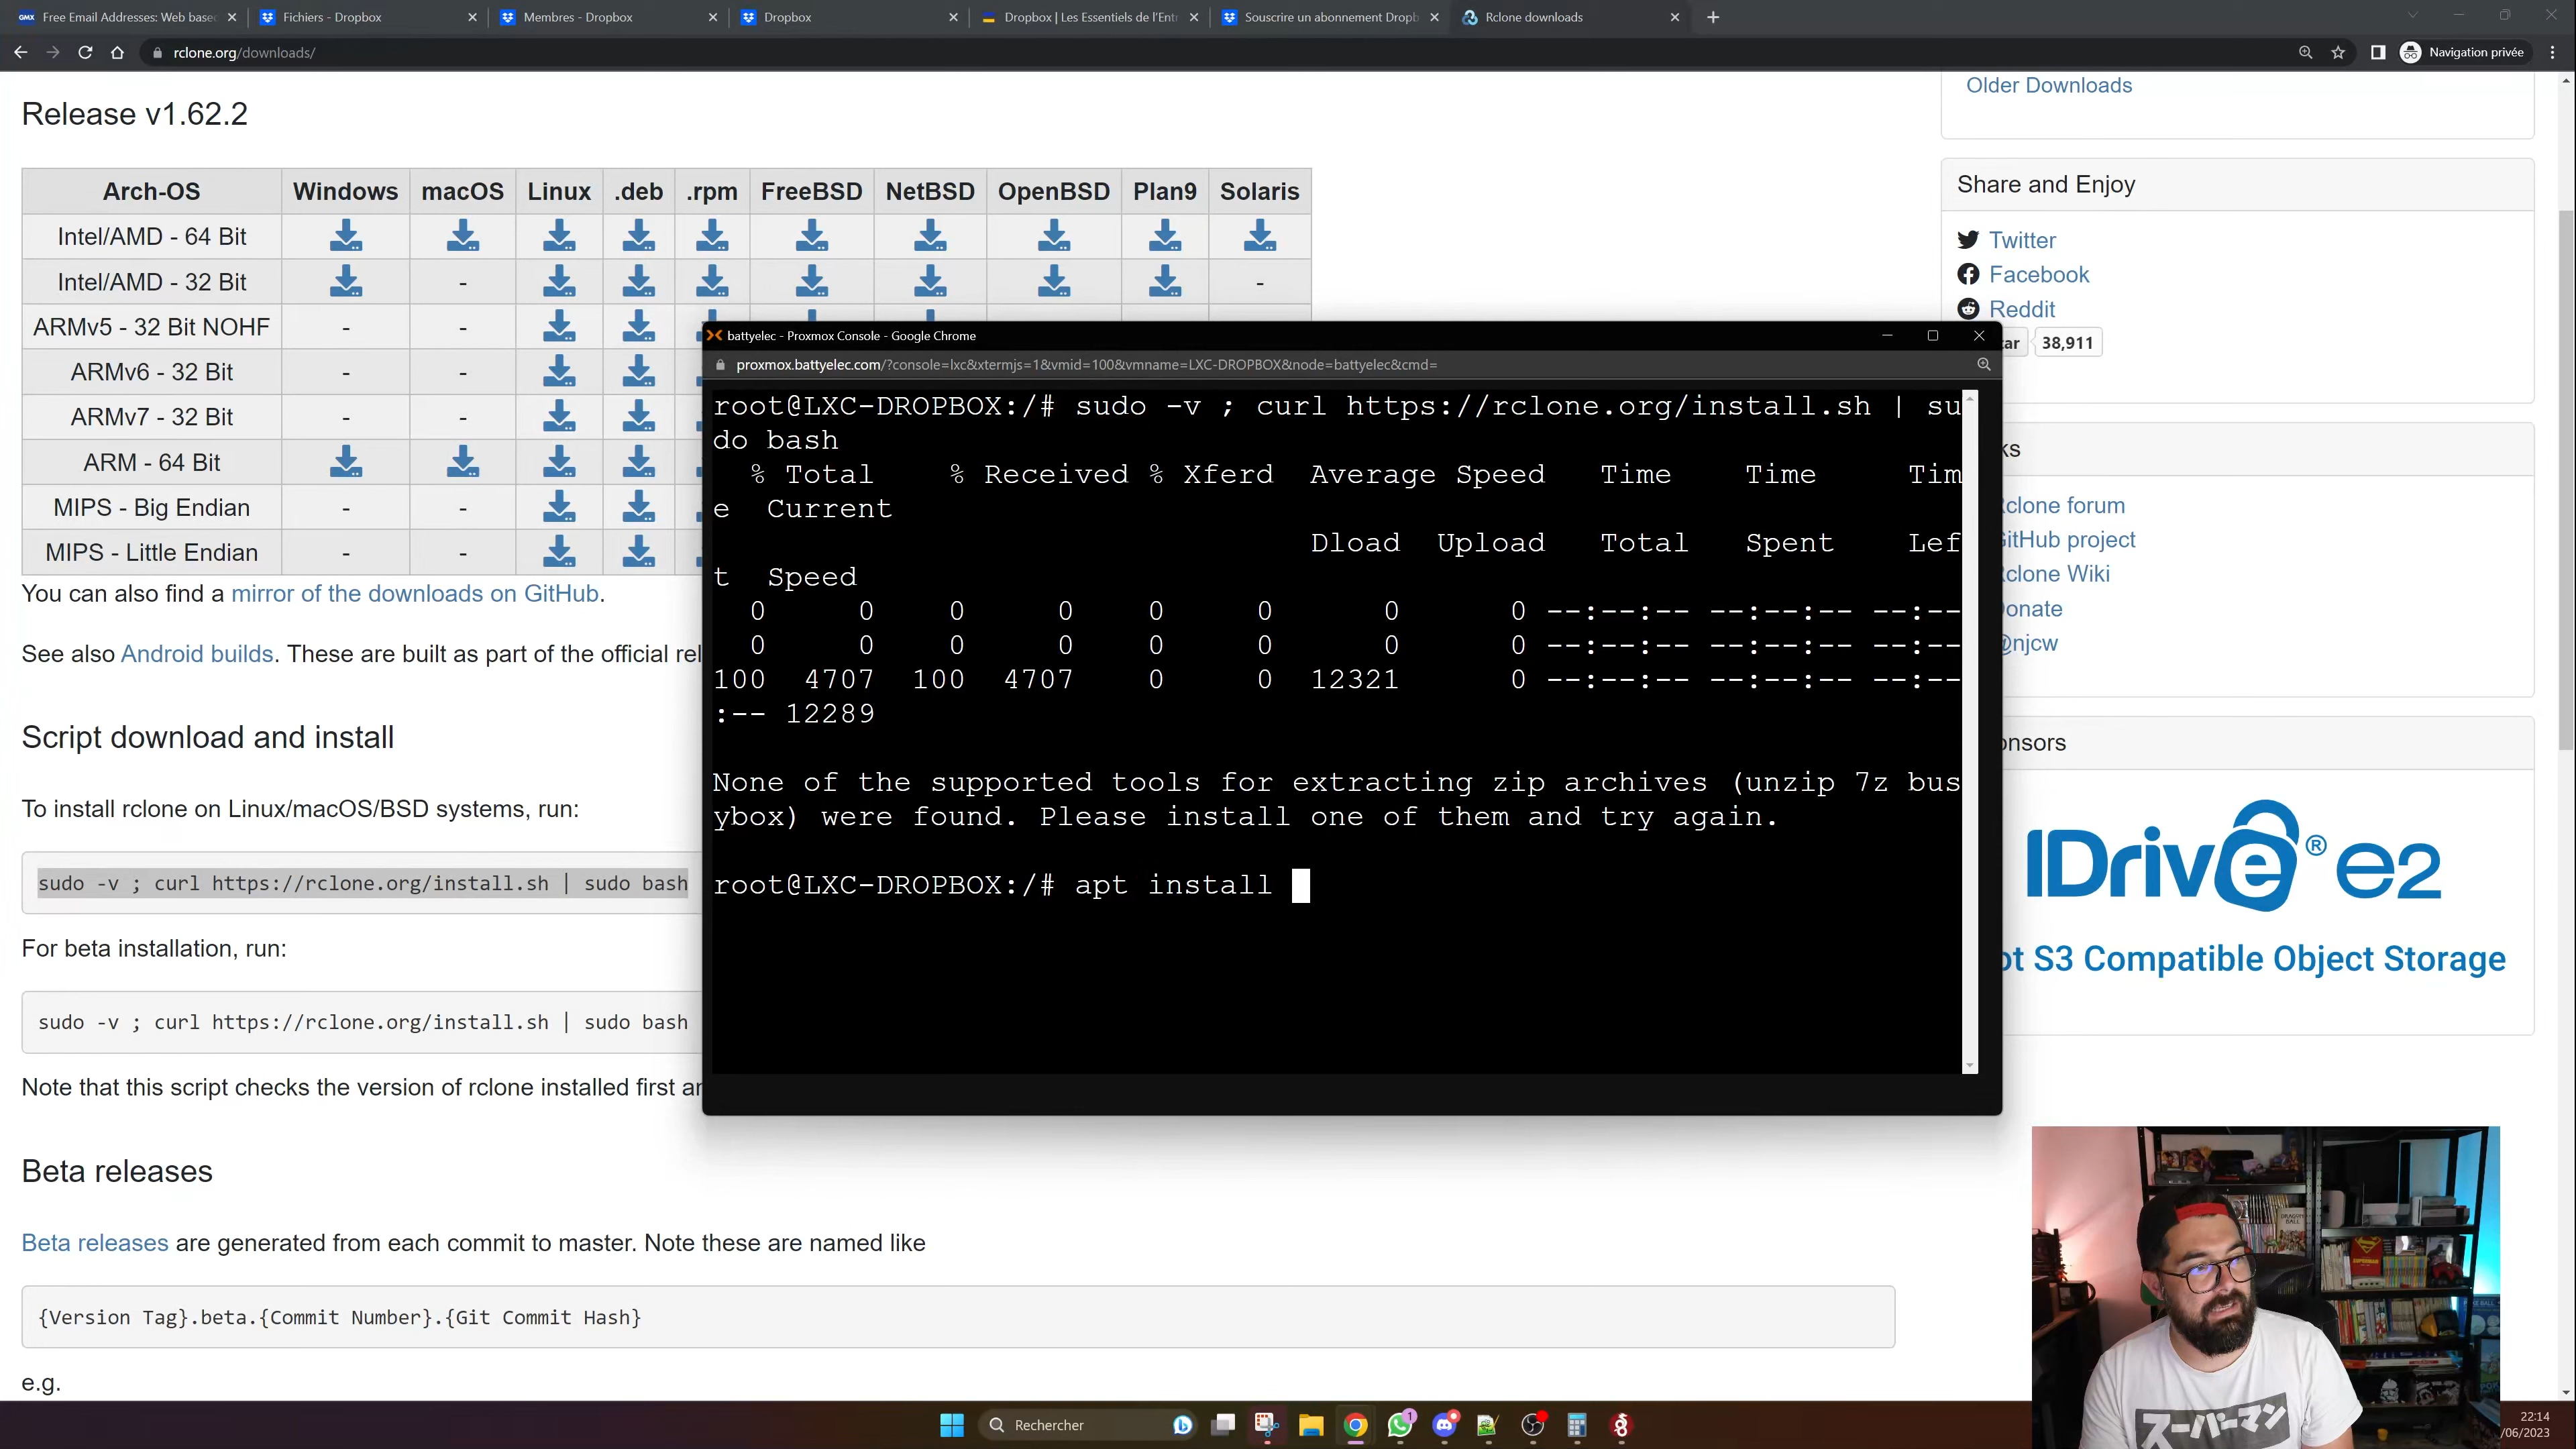 Free Email Addresses: Web base
Fichiers - Dropbox
Membres - Dropbox
Dropbox
Dropbox | Les Essentiels de l'Ent
Souscrire un abonnement Dropb
Rclone downloads
rclone.org/downloads/
Navigation privée
Release v1.62.2
Arch-OS Windows macOS Linux .deb .rpm FreeBSD NetBSD OpenBSD Plan9 Solaris
Intel/AMD - 64 Bit
Intel/AMD - 32 Bit - -
ARMv5 - 32 Bit NOHF - -
ARMv6 - 32 Bit - -
ARMv7 - 32 Bit - -
ARM - 64 Bit
MIPS - Big Endian - -
MIPS - Little Endian - -
You can also find a mirror of the downloads on GitHub.
See also Android builds. These are built as part of the official rel
Script download and install
To install rclone on Linux/macOS/BSD systems, run:
sudo -v ; curl https://rclone.org/install.sh | sudo bash
For beta installation, run:
sudo -v ; curl https://rclone.org/install.sh | sudo bash
Note that this script checks the version of rclone installed first ar
Beta releases
Beta releases are generated from each commit to master. Note these are named like
{Version Tag}.beta.{Commit Number}.{Git Commit Hash}
e.g.
battyelec - Proxmox Console - Google Chrome
proxmox.battyelec.com/?console=lxc&xtermjs=1&vmid=100&vmname=LXC-DROPBOX&node=battyelec&cmd=
root@LXC-DROPBOX:/# sudo -v ; curl https://rclone.org/install.sh | su
do bash
% Total % Received % Xferd Average Speed Time Time Tim
e Current
Dload Upload Total Spent Lef
t Speed
0 0 0 0 0 0 0 0 --:--:-- --:--:-- --:--
0 0 0 0 0 0 0 0 --:--:-- --:--:-- --:--
100 4707 100 4707 0 0 12321 0 --:--:-- --:--:-- --:--
:-- 12289
None of the supported tools for extracting zip archives (unzip 7z bus
ybox) were found. Please install one of them and try again.
root@LXC-DROPBOX:/# apt install
Older Downloads
Share and Enjoy
Twitter
Facebook
Reddit
ar 38,911
ks
Rclone forum
GitHub project
Rclone Wiki
Donate
@njcw
onsors
IDrive® e2
ot S3 Compatible Object Storage
スーパーマン
Rechercher
1
22:14
/06/2023